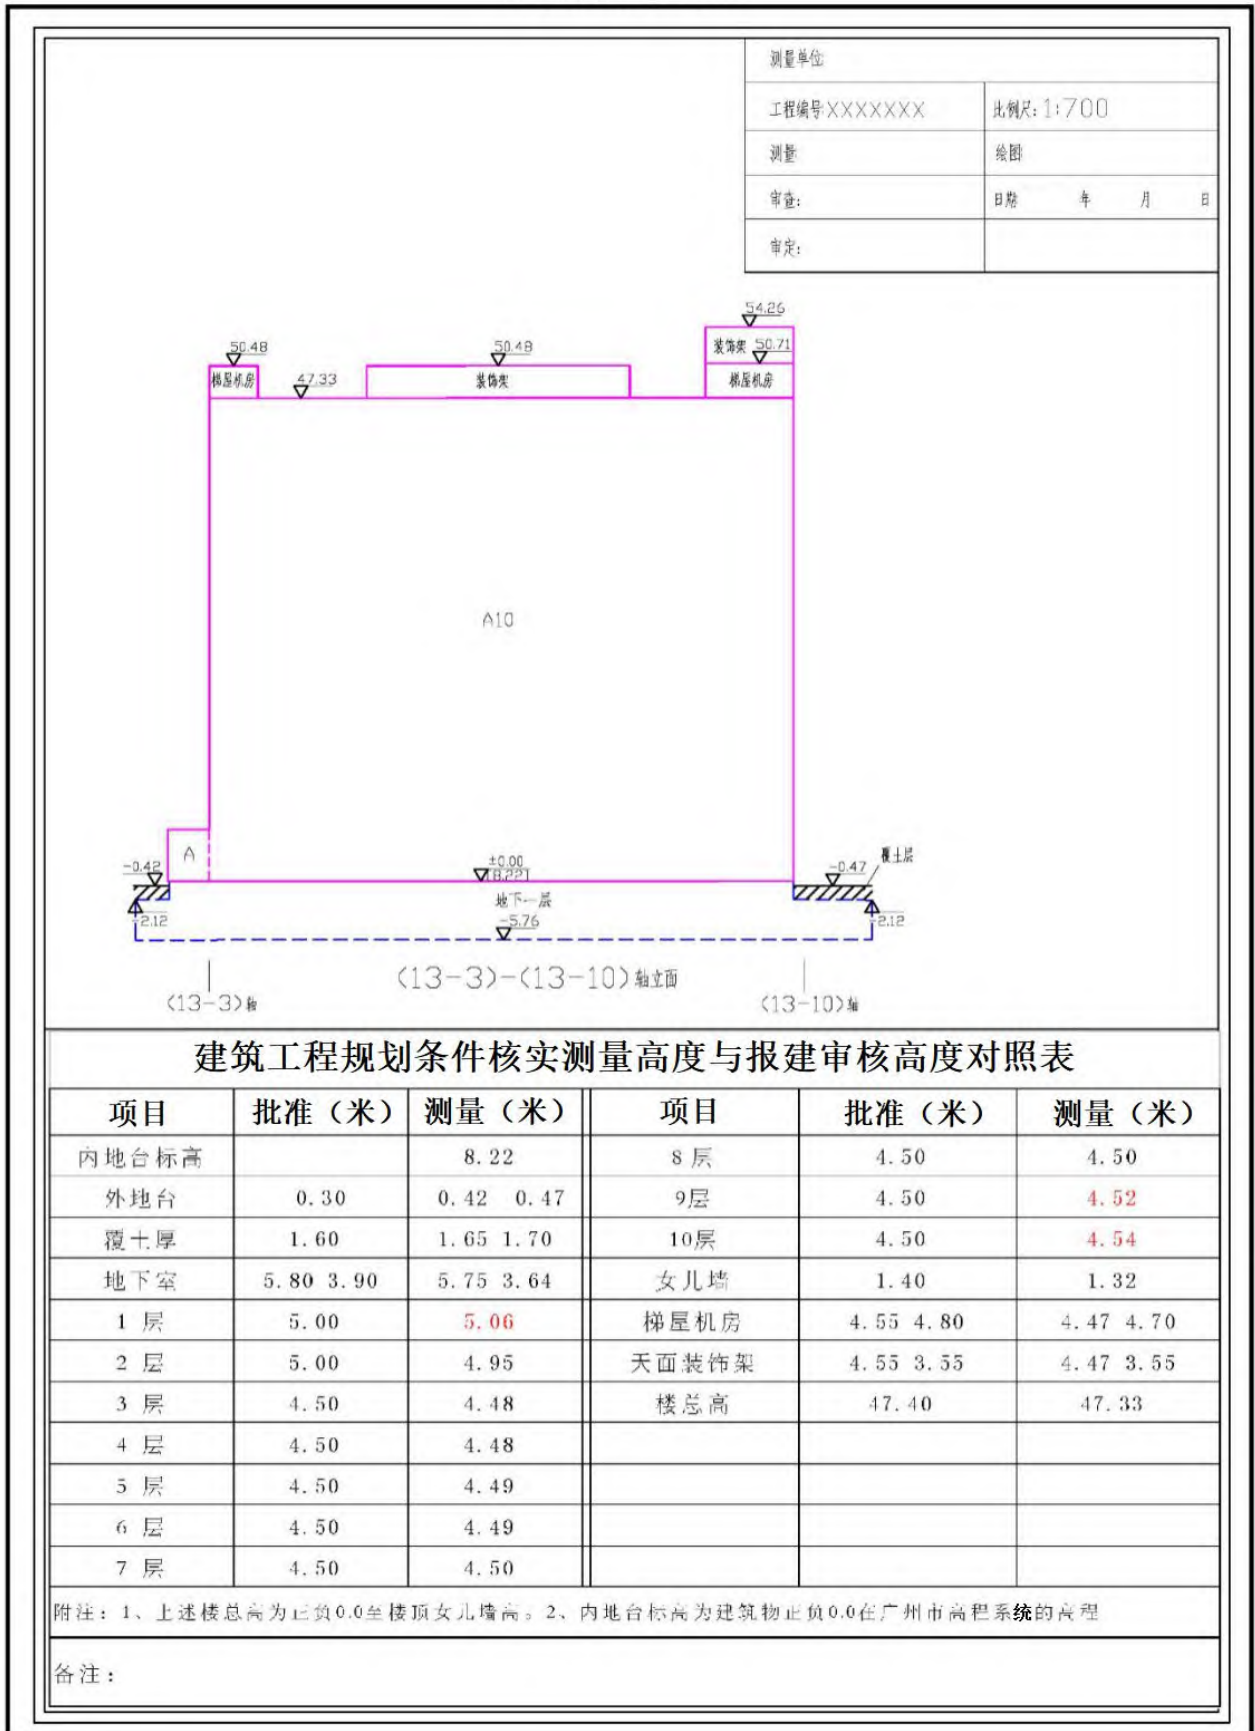 测量单位
工程编号:XXXXXXX 比例尺: 1:700
测量 绘图
审查: 日期 年 月 日
审定:
54.26
装饰架 50.71
梯屋机房
50.48
梯屋机房
47.33
50.48
装饰架
A10
A
-0.42
±0.00
[8.22]
地下一层
-5.76
-0.47
覆土层
-2.12
-2.12
(13-3)-(13-10)轴立面
(13-3)轴
(13-10)轴
建筑工程规划条件核实测量高度与报建审核高度对照表
项目 批准（米） 测量（米） 项目 批准（米） 测量（米）
内地台标高 8.22 8层 4.50 4.50
外地台 0.30 0.42 0.47 9层 4.50 4.52
覆土厚 1.60 1.65 1.70 10层 4.50 4.54
地下室 5.80 3.90 5.75 3.64 女儿墙 1.40 1.32
1 层 5.00 5.06 梯屋机房 4.55 4.80 4.47 4.70
2 层 5.00 4.95 天面装饰架 4.55 3.55 4.47 3.55
3 层 4.50 4.48 楼总高 47.40 47.33
4 层 4.50 4.48
5 层 4.50 4.49
6 层 4.50 4.49
7 层 4.50 4.50
附注：1、上述楼总高为正负0.0至楼顶女儿墙高。2、内地台标高为建筑物正负0.0在广州市高程系统的高程
备注：